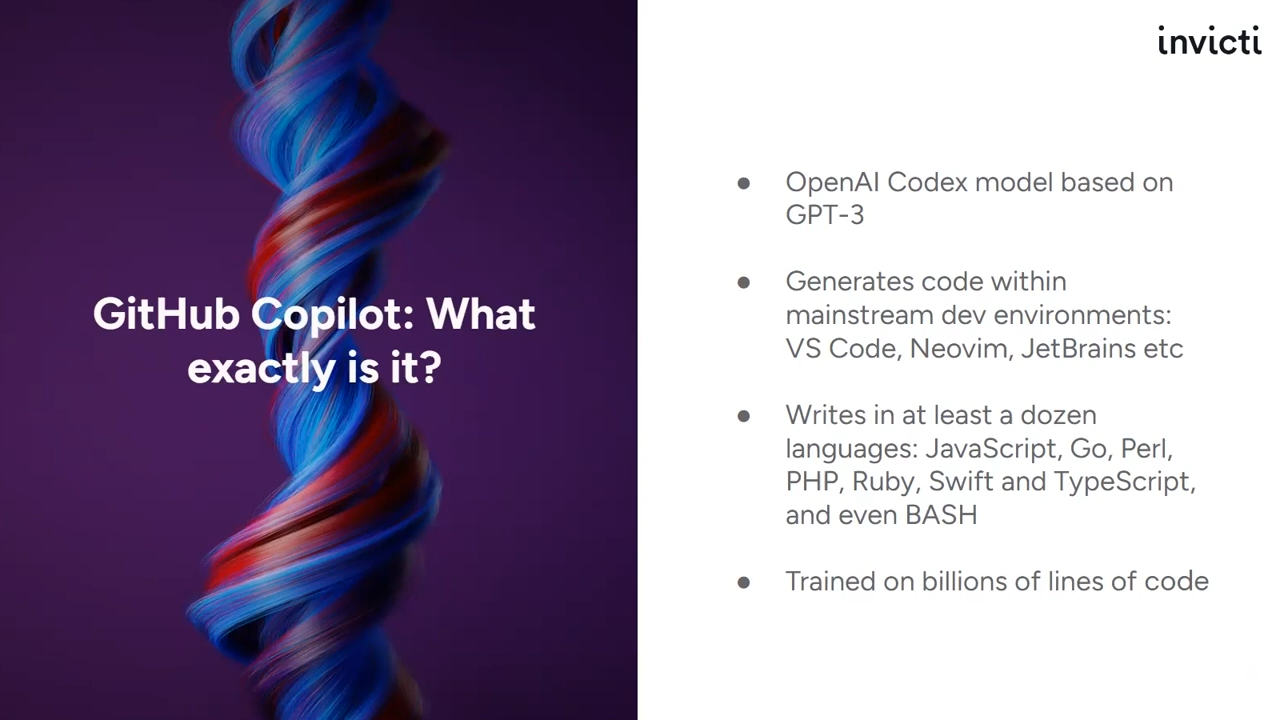 invicti
GitHub Copilot: What
exactly is it?
● OpenAI Codex model based on
GPT-3
● Generates code within
mainstream dev environments:
VS Code, Neovim, JetBrains etc
● Writes in at least a dozen
languages: JavaScript, Go, Perl,
PHP, Ruby, Swift and TypeScript,
and even BASH
● Trained on billions of lines of code